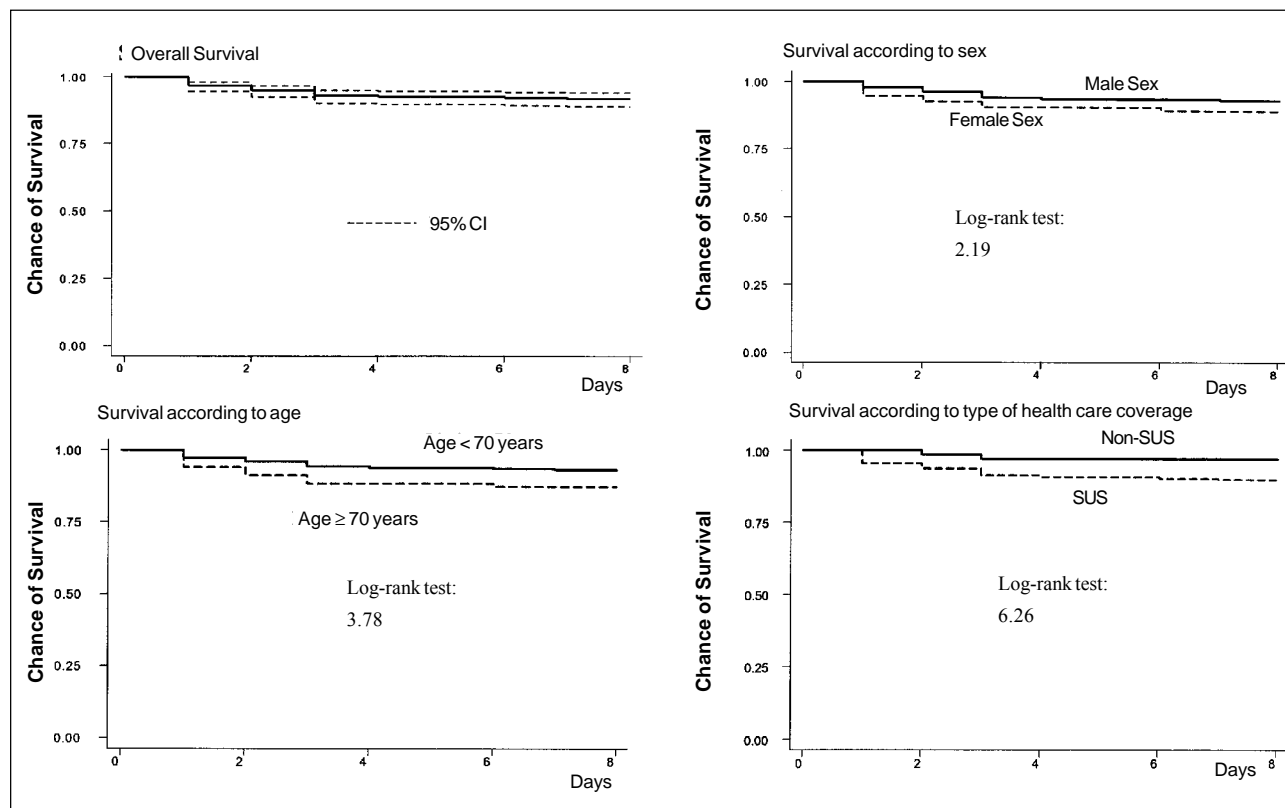 Overall Survival
Chance of Survival
1.00
0.75
0.50
0.25
0.00
95% CI
0 2 4 6 8
Days
Survival according to sex
Chance of Survival
1.00
0.75
0.50
0.25
0.00
Male Sex
Female Sex
Log-rank test:
2.19
0 2 4 6 8
Days
Survival according to age
Chance of Survival
1.00
0.75
0.50
0.25
0.00
Age < 70 years
Age ≥ 70 years
Log-rank test:
3.78
0 2 4 6 8
Days
Survival according to type of health care coverage
Chance of Survival
1.00
0.75
0.50
0.25
0.00
Non-SUS
SUS
Log-rank test:
6.26
0 2 4 6 8
Days